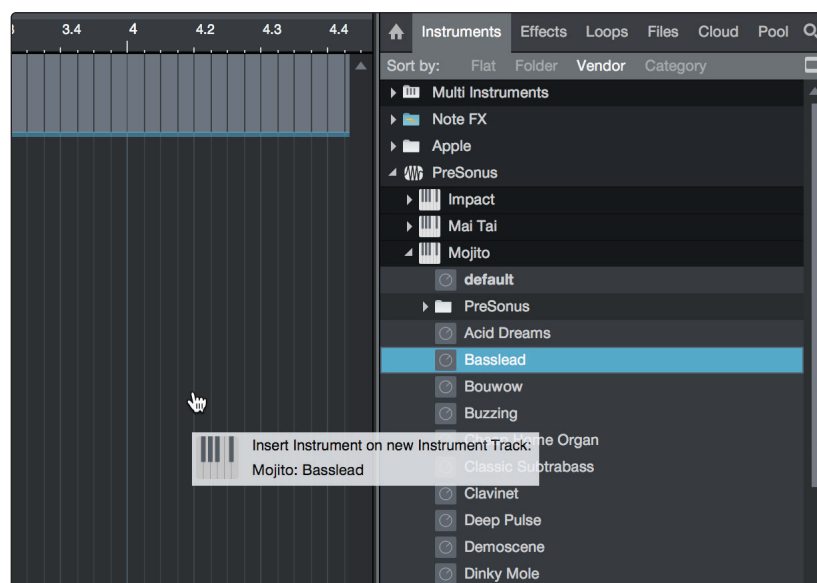 3.4 4 4.2 4.3 4.4
Instruments Effects Loops Files Cloud Pool
Sort by: Flat Folder Vendor Category
Multi Instruments
Note FX
Apple
PreSonus
Impact
Mai Tai
Mojito
default
PreSonus
Acid Dreams
Basslead
Bouwow
Buzzing
Home Organ
Insert Instrument on new Instrument Track:
Classic Subtrabass
Mojito: Basslead
Clavinet
Deep Pulse
Demoscene
Dinky Mole